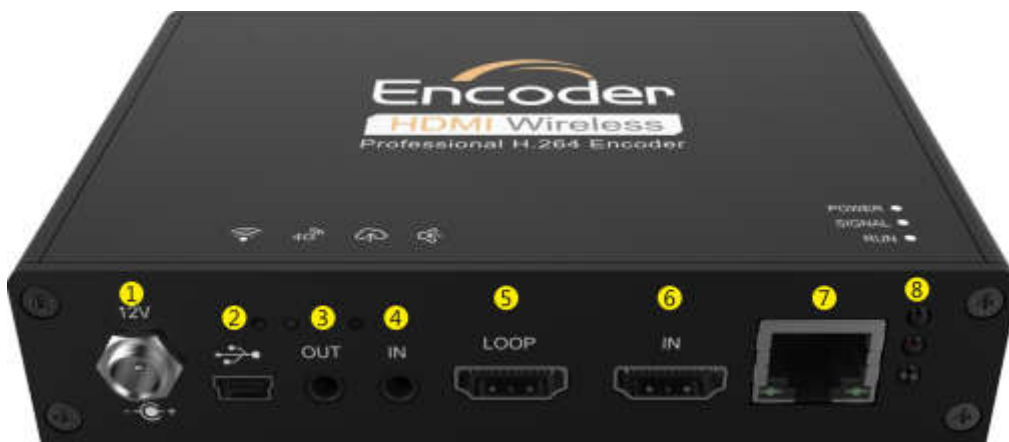 Encoder
HDMI Wireless
Professional H.264 Encoder
POWER
SIGNAL
4G
RUN
1
2
3
4
5
6
7
8
12V
OUT
IN
LOOP
IN